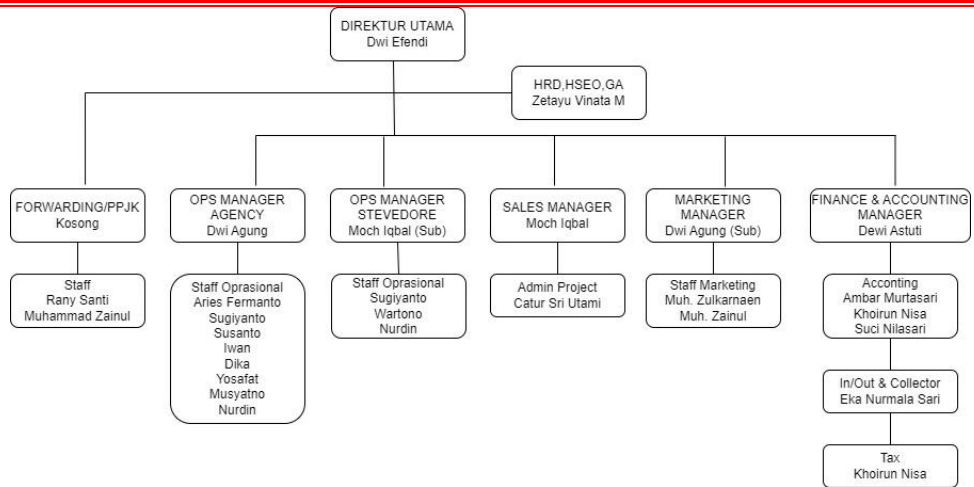 DIREKTUR UTAMA
Dwi Efendi
HRD,HSEO,GA
Zetayu Vinata M
FORWARDING/PPJK
Kosong
OPS MANAGER
AGENCY
Dwi Agung
OPS MANAGER
STEVEDORE
Moch Iqbal (Sub)
SALES MANAGER
Moch Iqbal
MARKETING
MANAGER
Dwi Agung (Sub)
FINANCE & ACCOUNTING
MANAGER
Dewi Astuti
Staff
Rany Santi
Muhammad Zainul
Staff Oprasional
Aries Fermanto
Sugiyanto
Susanto
Iwan
Dika
Yosafat
Musyatno
Nurdin
Staff Oprasional
Sugiyanto
Wartono
Nurdin
Admin Project
Catur Sri Utami
Staff Marketing
Muh. Zulkarnaen
Muh. Zainul
Acconting
Ambar Murtasari
Khoirun Nisa
Suci Nilasari
In/Out & Collector
Eka Nurmala Sari
Tax
Khoirun Nisa